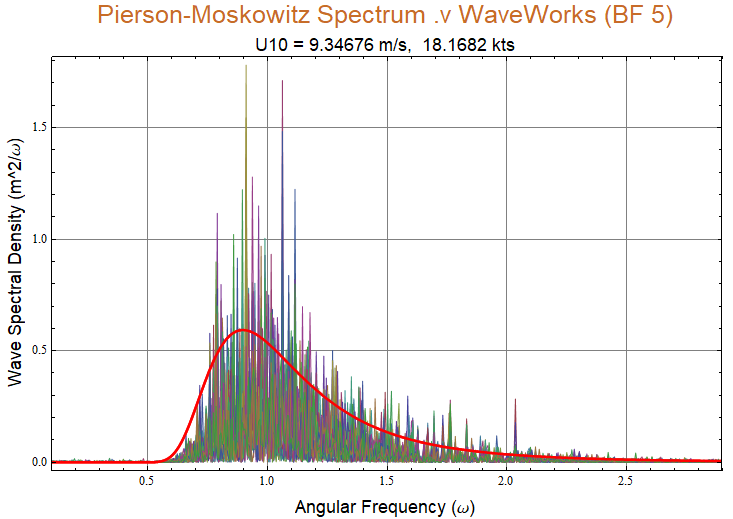 Pierson-Moskowitz Spectrum .v WaveWorks (BF 5)
U10 = 9.34676 m/s,  18.1682 kts
Wave Spectral Density (m^2/ω)
1.5
1.0
0.5
0.0
0.5 1.0 1.5 2.0 2.5
Angular Frequency (ω)